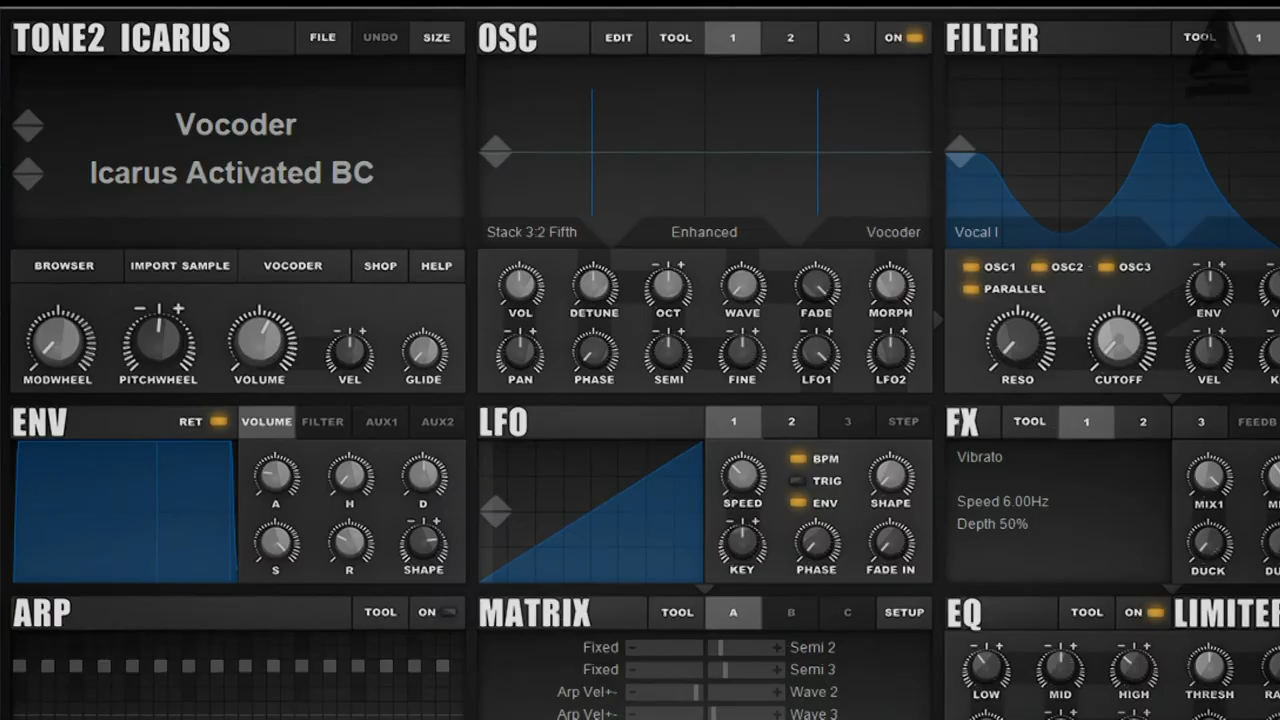 TONE2 ICARUS FILE UNDO SIZE
Vocoder
Icarus Activated BC
BROWSER IMPORT SAMPLE VOCODER SHOP HELP
MODWHEEL PITCHWHEEL VOLUME VEL GLIDE
OSC EDIT TOOL 1 2 3 ON
Stack 3:2 Fifth Enhanced Vocoder
VOL DETUNE OCT WAVE FADE MORPH
PAN PHASE SEMI FINE LFO1 LFO2
FILTER TOOL 1
Vocal I
OSC1 OSC2 OSC3
PARALLEL
ENV
RESO CUTOFF VEL
ENV RET VOLUME FILTER AUX1 AUX2
A H D
S R SHAPE
LFO 1 2 3 STEP
BPM
TRIG
SPEED ENV SHAPE
KEY PHASE FADE IN
FX TOOL 1 2 3 FEEDB
Vibrato
Speed 6.00Hz
Depth 50%
MIX1
DUCK
ARP TOOL ON
MATRIX TOOL A B C SETUP
Fixed - + Semi 2
Fixed - + Semi 3
Arp Vel+- - + Wave 2
Arp Vel+- - + Wave 3
EQ TOOL ON LIMITER
LOW MID HIGH THRESH